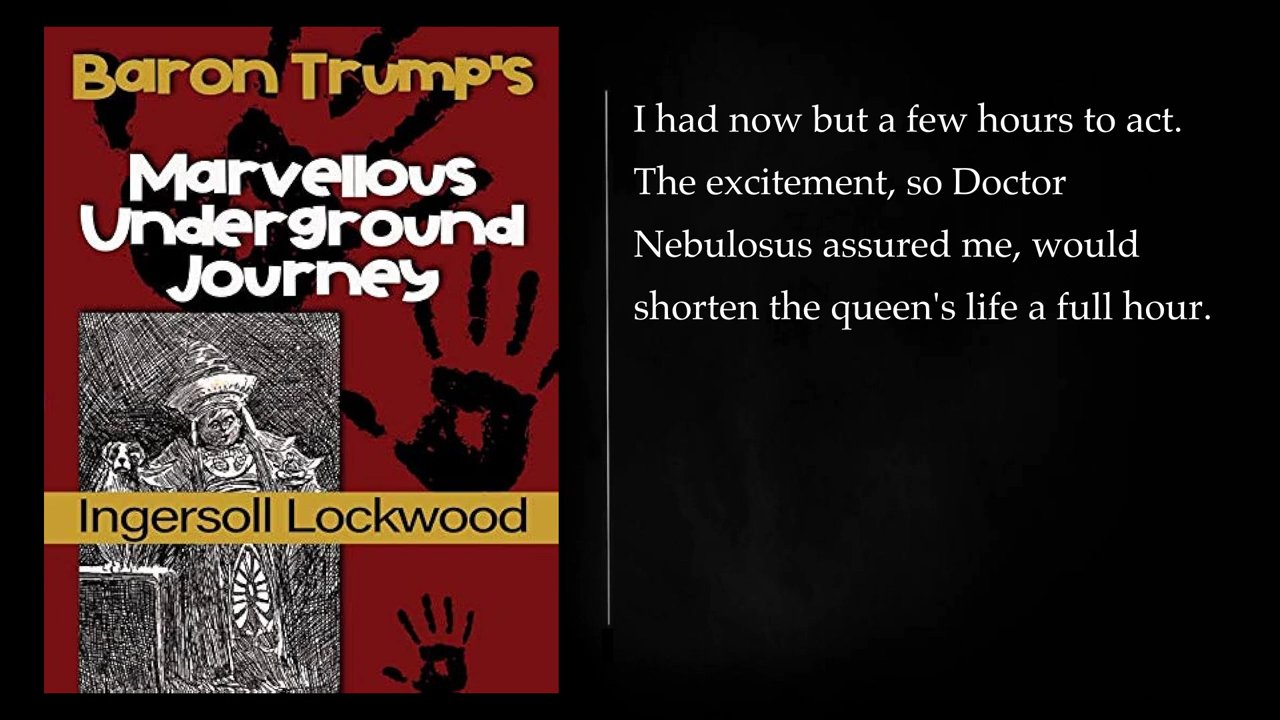 Baron Trump's
Marvellous
Underground
Journey
Ingersoll Lockwood
I had now but a few hours to act.
The excitement, so Doctor
Nebulosus assured me, would
shorten the queen's life a full hour.